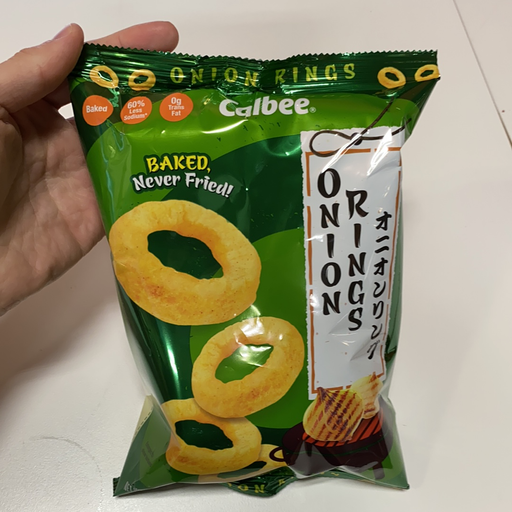 ONION RINGS
Baked
60%
Less
Sodium*
0g
Trans
Fat
Calbee®
BAKED,
Never Fried!
ONION
RINGS
オニオンリング
ON